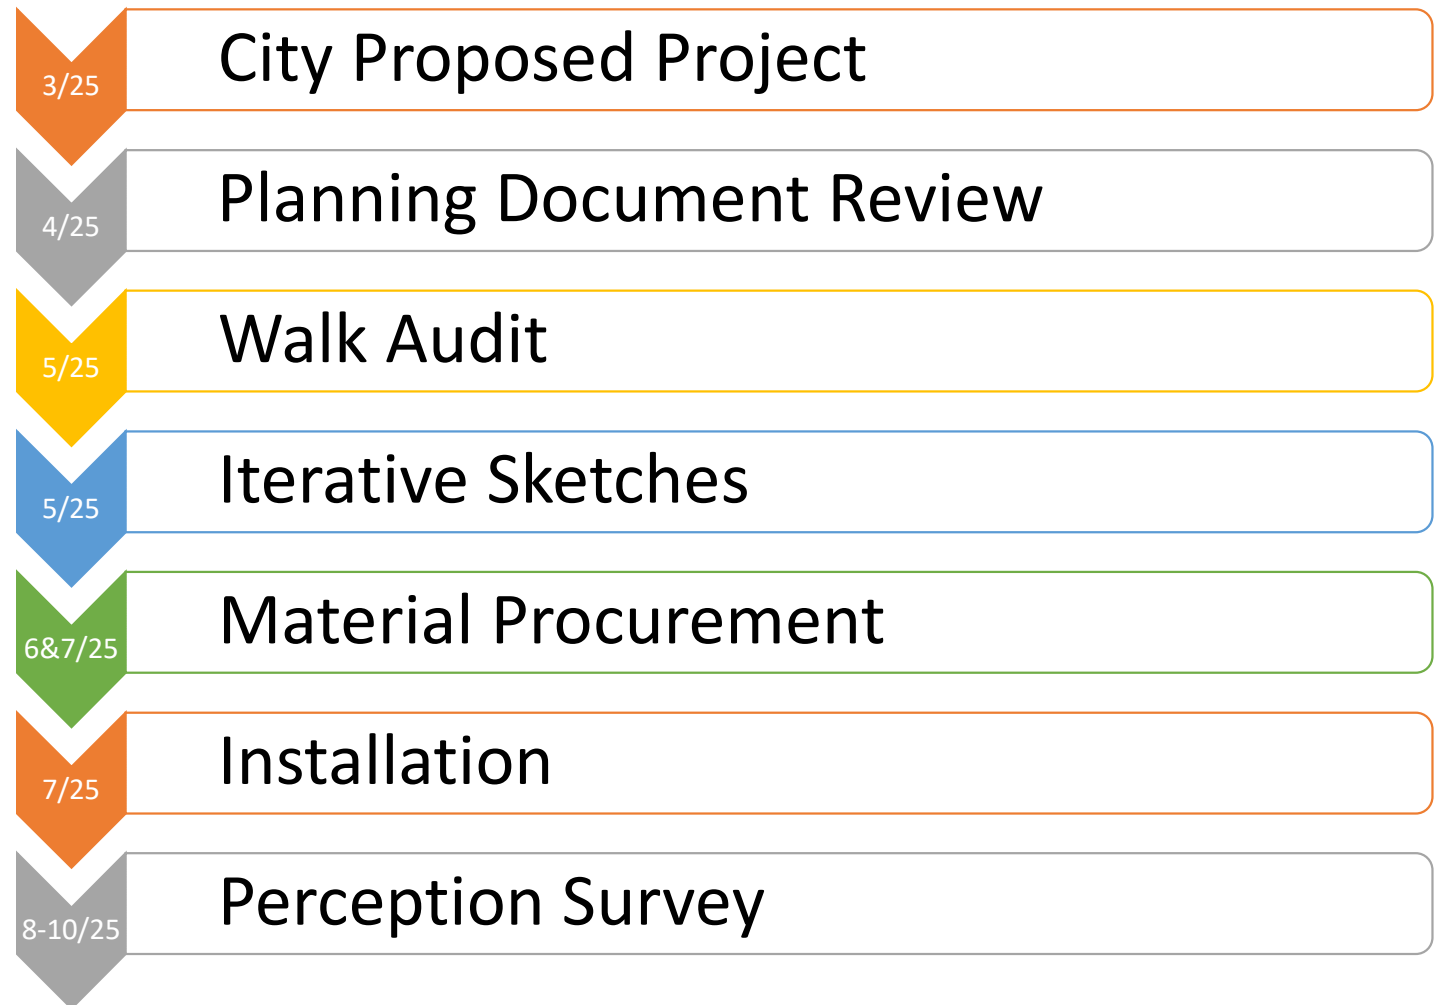 3/25
City Proposed Project
4/25
Planning Document Review
5/25
Walk Audit
5/25
Iterative Sketches
6&7/25
Material Procurement
7/25
Installation
8-10/25
Perception Survey